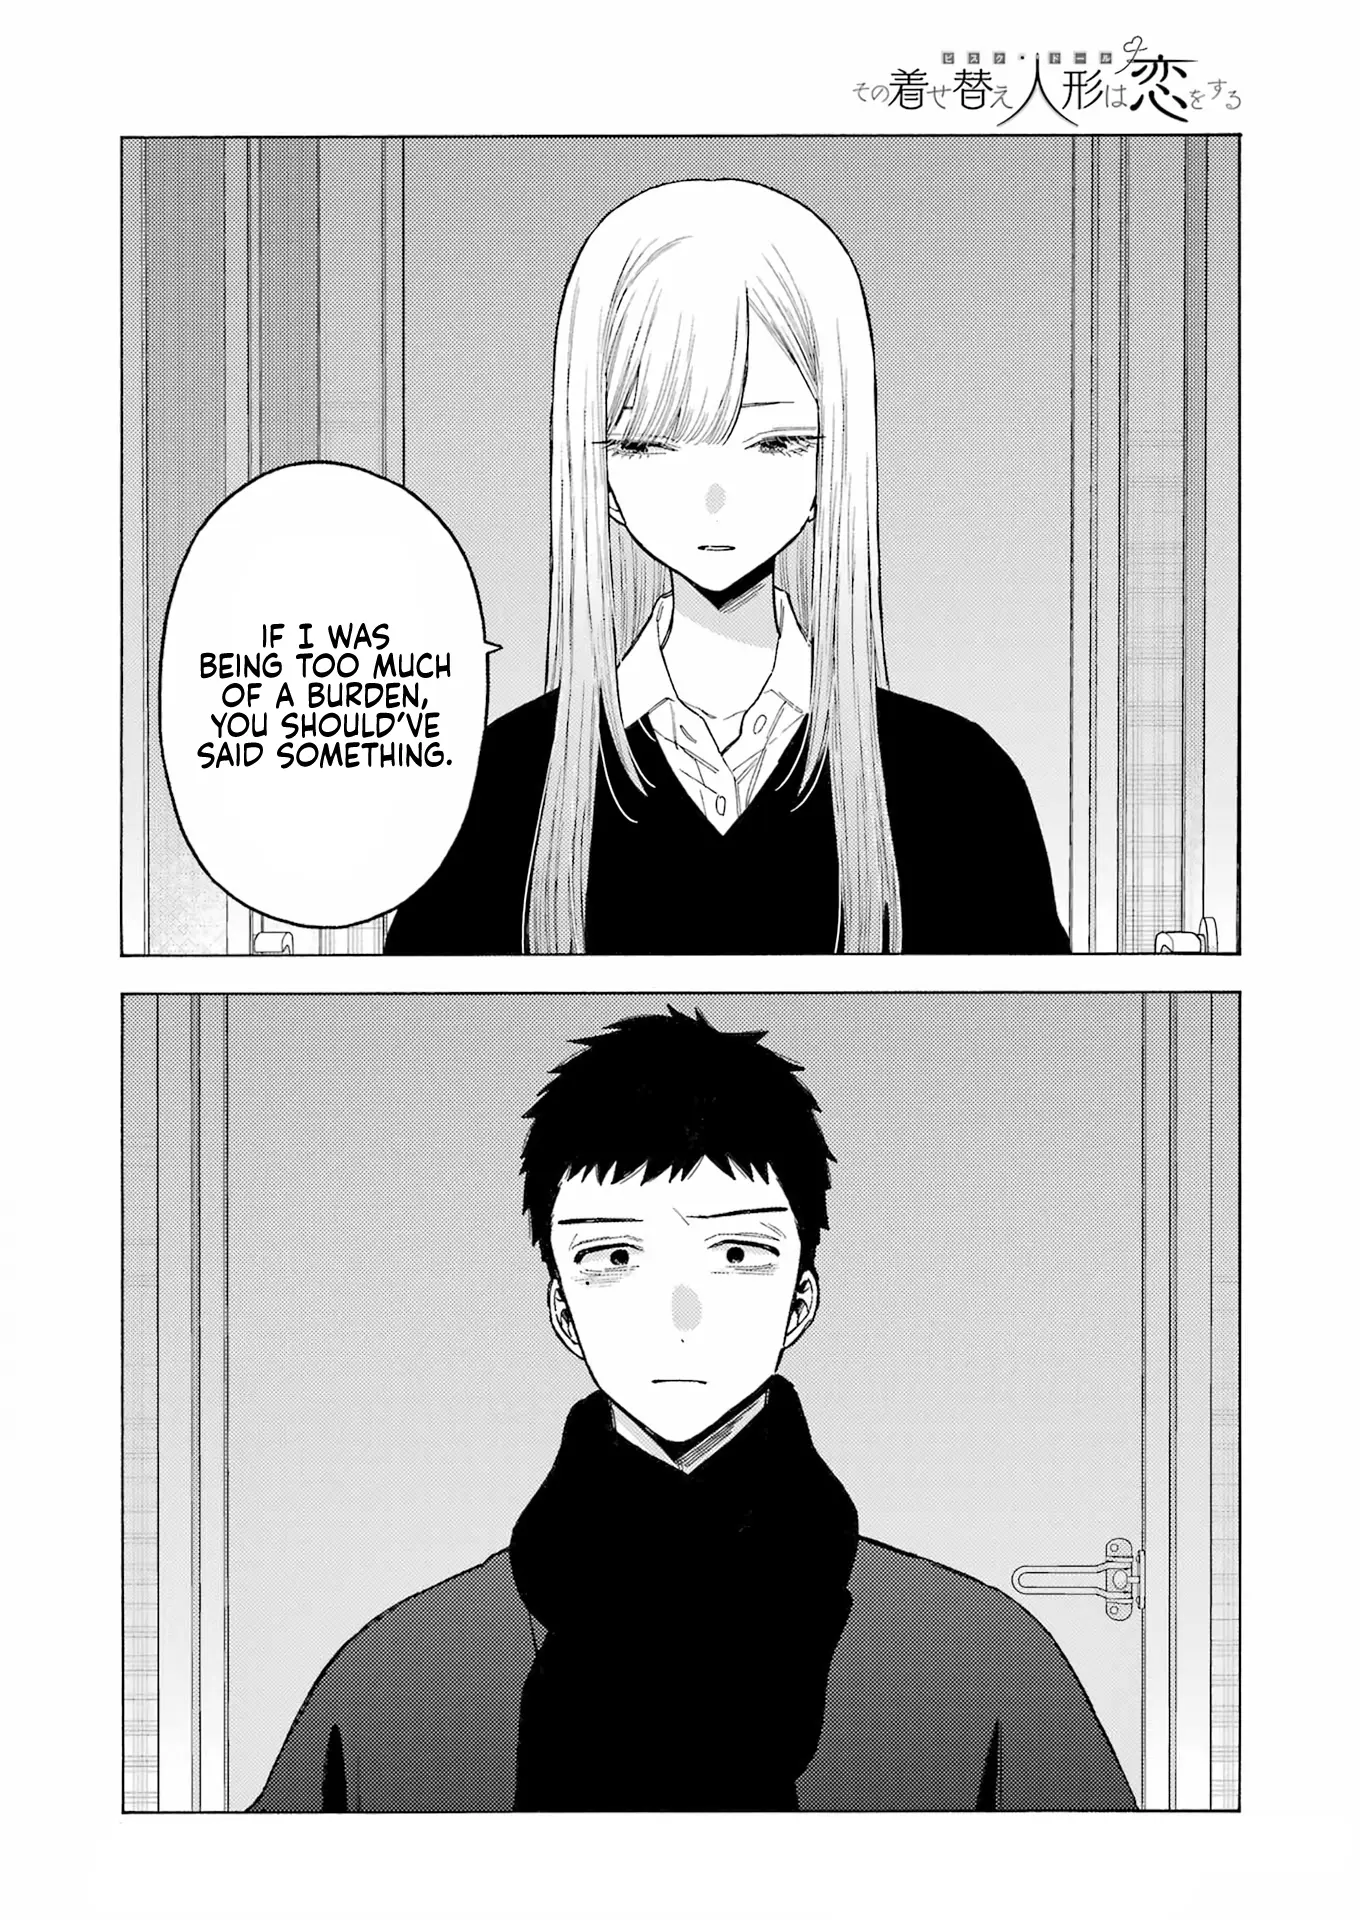 ビスク・ドール
その着せ替え人形は恋をする
IF I WAS
BEING TOO MUCH
OF A BURDEN,
YOU SHOULD'VE
SAID SOMETHING.